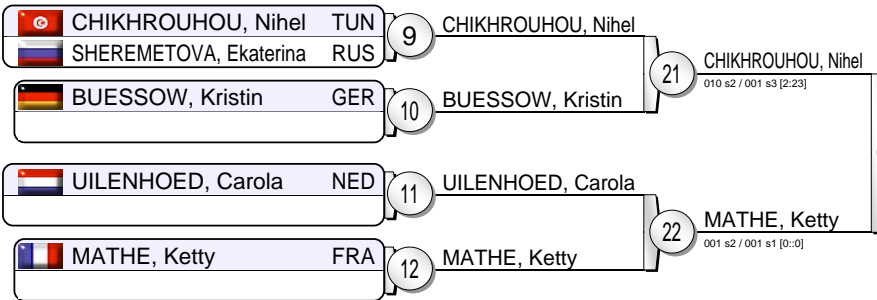 CHIKHROUHOU, Nihel TUN
SHEREMETOVA, Ekaterina RUS
9
CHIKHROUHOU, Nihel
BUESSOW, Kristin GER
10
BUESSOW, Kristin
21
CHIKHROUHOU, Nihel
010 s2 / 001 s3 [2:23]
UILENHOED, Carola NED
11
UILENHOED, Carola
MATHE, Ketty FRA
12
MATHE, Ketty
22
MATHE, Ketty
001 s2 / 001 s1 [0::0]